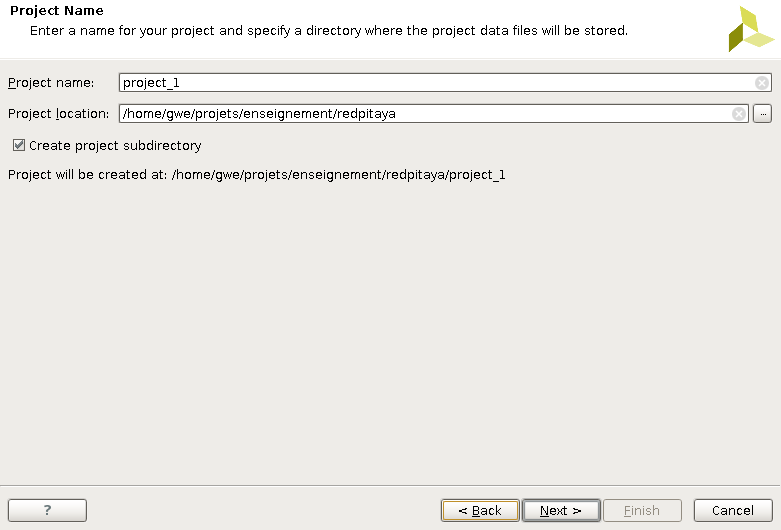 Project Name
Enter a name for your project and specify a directory where the project data files will be stored.
Project name: project_1
Project location: /home/gwe/projets/enseignement/redpitaya ...
Create project subdirectory
Project will be created at: /home/gwe/projets/enseignement/redpitaya/project_1
? < Back Next > Finish Cancel